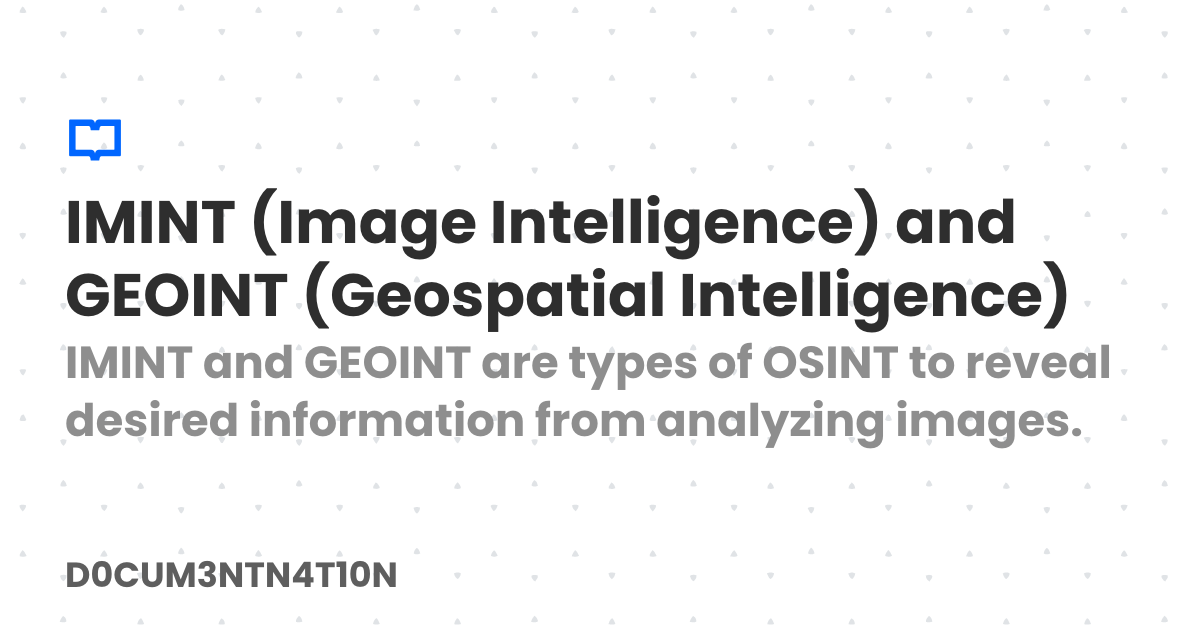 IMINT (Image Intelligence) and
GEOINT (Geospatial Intelligence)
IMINT and GEOINT are types of OSINT to reveal
desired information from analyzing images.
D0CUM3NTN4T10N